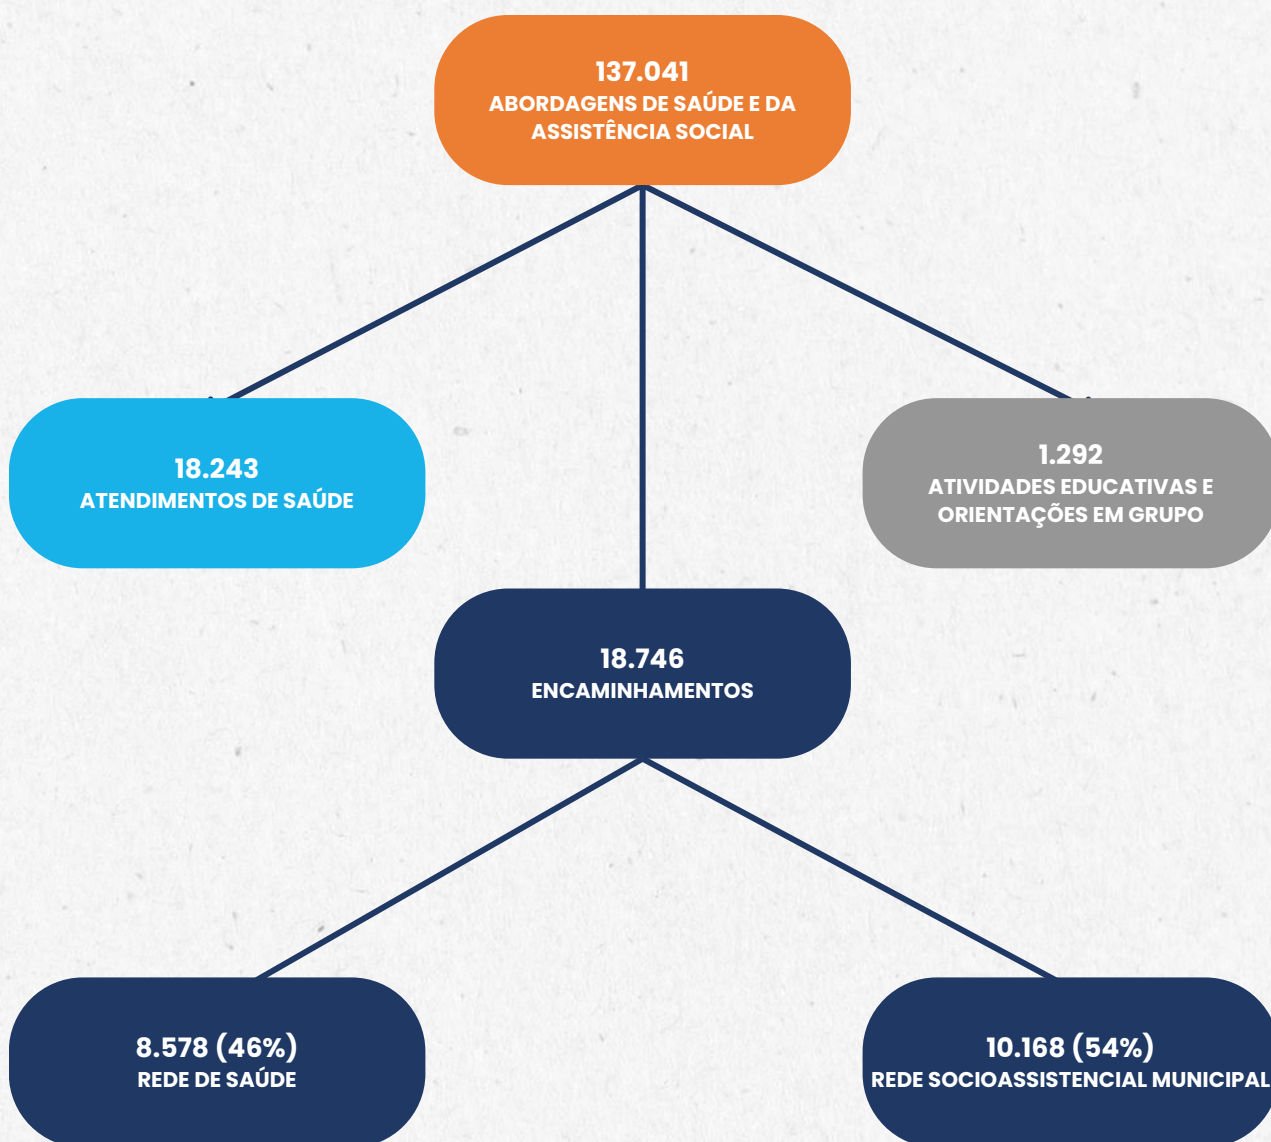 137.041
ABORDAGENS DE SAÚDE E DA
ASSISTÊNCIA SOCIAL
18.243
ATENDIMENTOS DE SAÚDE
1.292
ATIVIDADES EDUCATIVAS E
ORIENTAÇÕES EM GRUPO
18.746
ENCAMINHAMENTOS
8.578 (46%)
REDE DE SAÚDE
10.168 (54%)
REDE SOCIOASSISTENCIAL MUNICIPAL